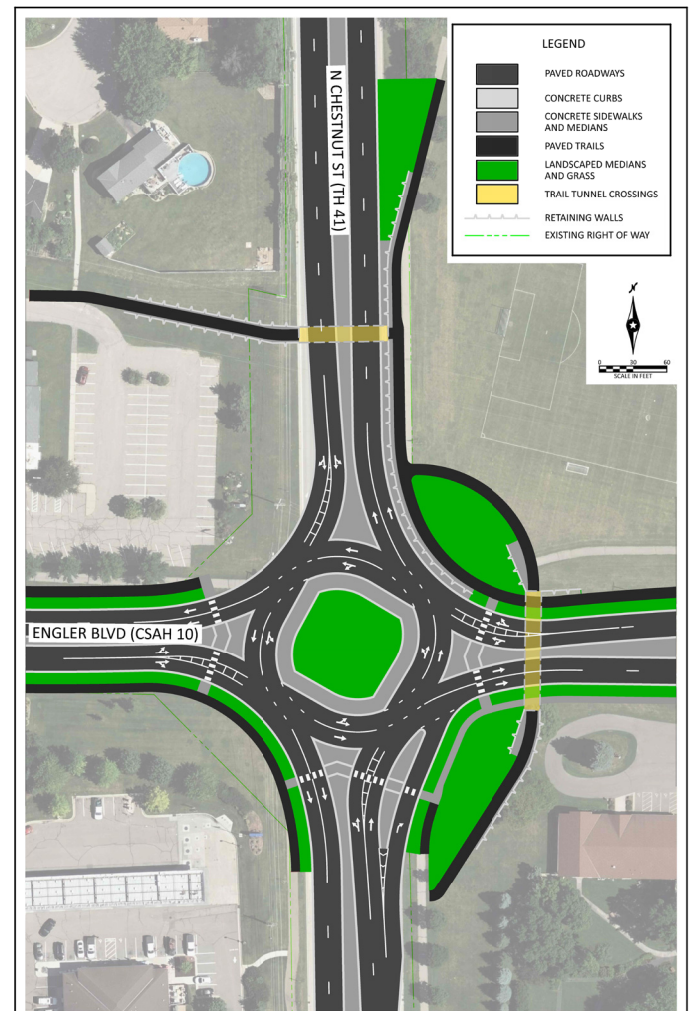 N CHESTNUT ST (TH 41)
LEGEND
PAVED ROADWAYS
CONCRETE CURBS
CONCRETE SIDEWALKS
AND MEDIANS
PAVED TRAILS
LANDSCAPED MEDIANS
AND GRASS
TRAIL TUNNEL CROSSINGS
RETAINING WALLS
EXISTING RIGHT OF WAY
N
0 30 60
SCALE IN FEET
ENGLER BLVD (CSAH 10)